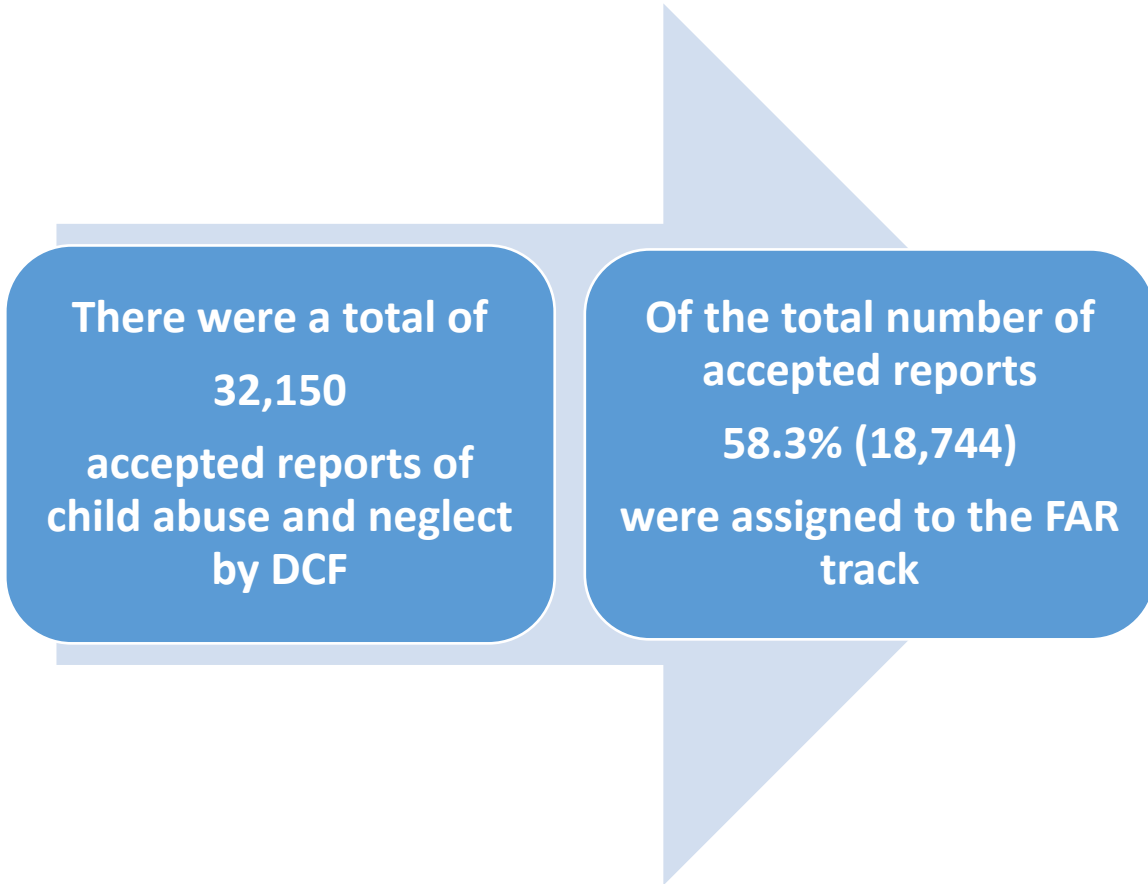 There were a total of
32,150
accepted reports of
child abuse and neglect
by DCF
Of the total number of
accepted reports
58.3% (18,744)
were assigned to the FAR
track